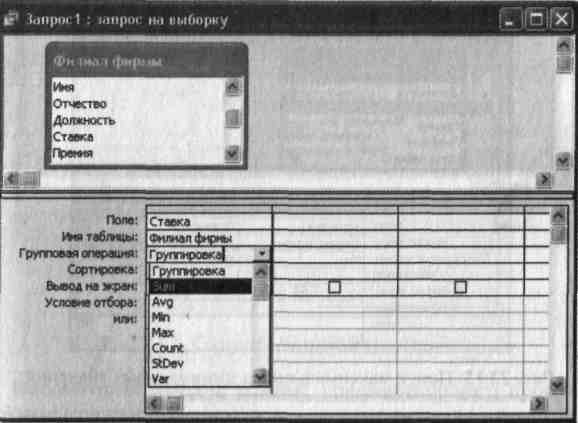 Запрос1 : запрос на выборку
Филиал фирмы
Имя
Отчество
Должность
Ставка
Премия
Поле: Ставка
Имя таблицы: Филиал фирмы
Групповая операция: Группировка
Сортировка: Группировка
Вывод на экран: Sum
Условие отбора: Avg
или: Min
Max
Count
StDev
Var